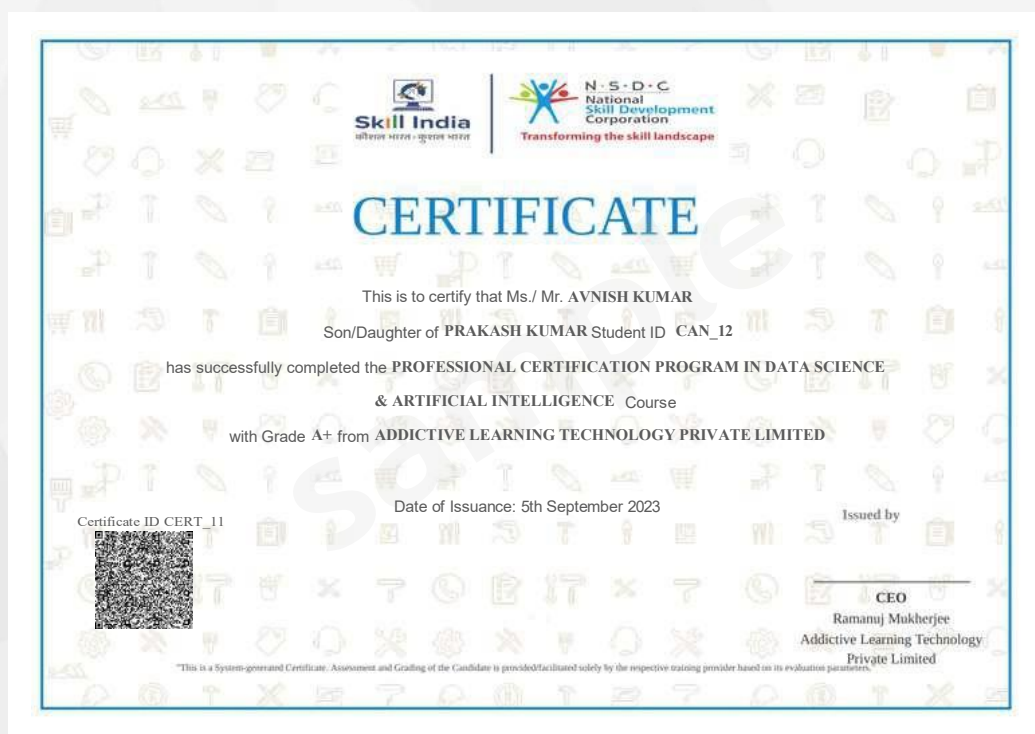 Skill India
कौशल भारत - कुशल भारत
N·S·D·C
National
Skill Development
Corporation
Transforming the skill landscape
CERTIFICATE
This is to certify that Ms./ Mr. AVNISH KUMAR
Son/Daughter of PRAKASH KUMAR Student ID CAN_12
has successfully completed the PROFESSIONAL CERTIFICATION PROGRAM IN DATA SCIENCE
& ARTIFICIAL INTELLIGENCE Course
with Grade A+ from ADDICTIVE LEARNING TECHNOLOGY PRIVATE LIMITED
sample
Date of Issuance: 5th September 2023
Certificate ID CERT_11
Issued by
CEO
Ramanuj Mukherjee
Addictive Learning Technology
Private Limited
"This is a System-generated Certificate. Assessment and Grading of the Candidate is provided/facilitated solely by the respective training provider based on its evaluation parameters."